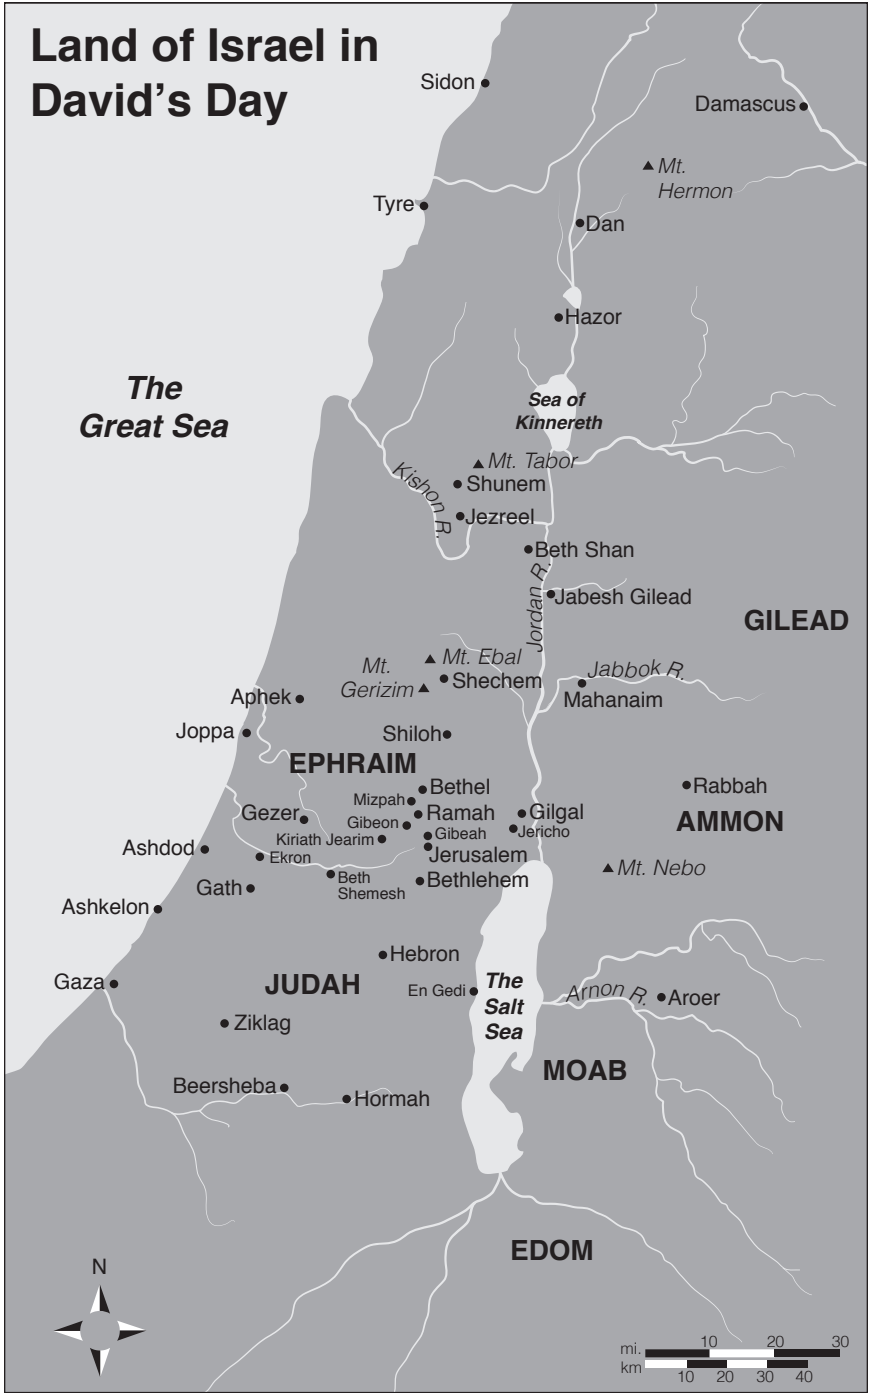 Land of Israel in
David's Day
Sidon
Damascus
Mt.
Hermon
Tyre
Dan
Hazor
The
Great Sea
Sea of
Kinnereth
Mt. Tabor
Kishon R.
Shunem
Jezreel
Beth Shan
Jordan R.
Jabesh Gilead
GILEAD
Mt. Ebal
Mt.
Gerizim
Shechem
Jabbok R.
Mahanaim
Aphek
Joppa
Shiloh
EPHRAIM
Bethel
Rabbah
Mizpah
Gezer
Ramah
Gilgal
AMMON
Gibeon
Jericho
Kiriath Jearim
Gibeah
Ashdod
Ekron
Jerusalem
Mt. Nebo
Gath
Beth
Shemesh
Bethlehem
Ashkelon
Hebron
Gaza
JUDAH
En Gedi
The
Salt
Sea
Arnon R.
Aroer
Ziklag
MOAB
Beersheba
Hormah
EDOM
N
mi.
10
20
30
km
10
20
30
40